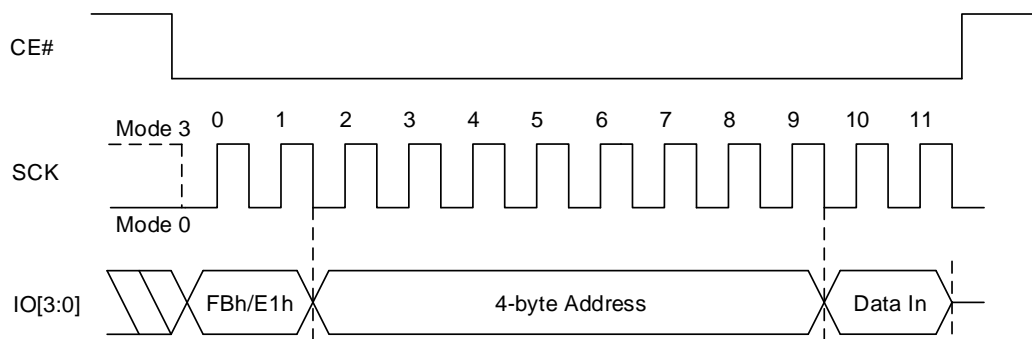 CE#
Mode 3
0 1 2 3 4 5 6 7 8 9 10 11
SCK
Mode 0
IO[3:0]
FBh/E1h
4-byte Address
Data In